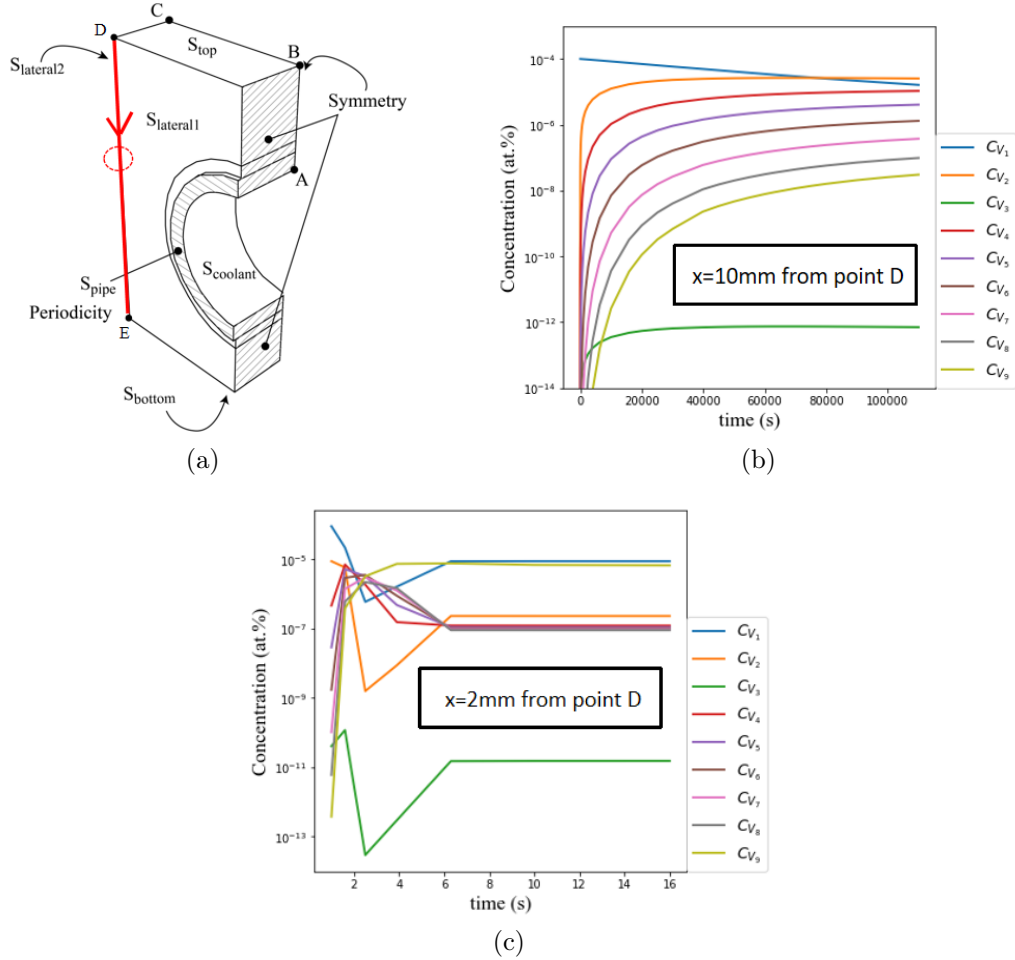 C
D
S_top
B
S_lateral2
Symmetry
S_lateral1
A
S_coolant
S_pipe
Periodicity
E
S_bottom
(a)
Concentration (at.%)
10⁻⁴
10⁻⁶
10⁻⁸
10⁻¹⁰
10⁻¹²
10⁻¹⁴
0 20000 40000 60000 80000 100000
time (s)
x=10mm from point D
C_V₁
C_V₂
C_V₃
C_V₄
C_V₅
C_V₆
C_V₇
C_V₈
C_V₉
(b)
Concentration (at.%)
10⁻⁵
10⁻⁷
10⁻⁹
10⁻¹¹
10⁻¹³
2 4 6 8 10 12 14 16
time (s)
x=2mm from point D
C_V₁
C_V₂
C_V₃
C_V₄
C_V₅
C_V₆
C_V₇
C_V₈
C_V₉
(c)